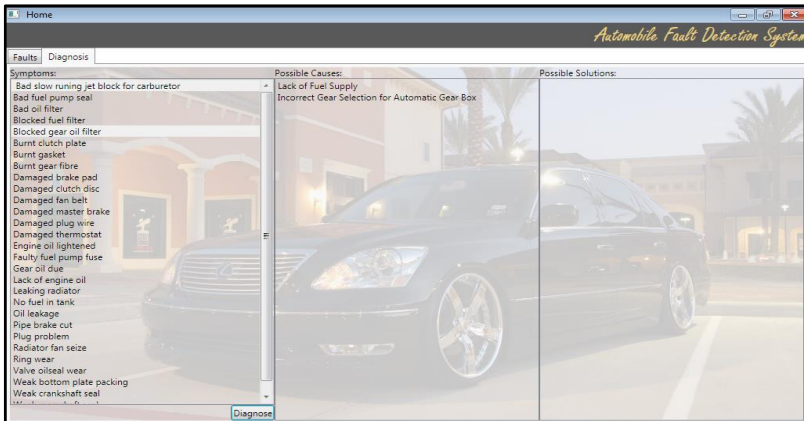 Home
Automobile Fault Detection System
Faults Diagnosis
Symptoms:
Bad slow runing jet block for carburetor
Bad fuel pump seal
Bad oil filter
Blocked fuel filter
Blocked gear oil filter
Burnt clutch plate
Burnt gasket
Burnt gear fibre
Damaged brake pad
Damaged clutch disc
Damaged fan belt
Damaged master brake
Damaged plug wire
Damaged thermostat
Engine oil lightened
Faulty fuel pump fuse
Gear oil due
Lack of engine oil
Leaking radiator
No fuel in tank
Oil leakage
Pipe brake cut
Plug problem
Radiator fan seize
Ring wear
Valve oilseal wear
Weak bottom plate packing
Weak crankshaft seal
Diagnose
Possible Causes:
Lack of Fuel Supply
Incorrect Gear Selection for Automatic Gear Box
Possible Solutions: